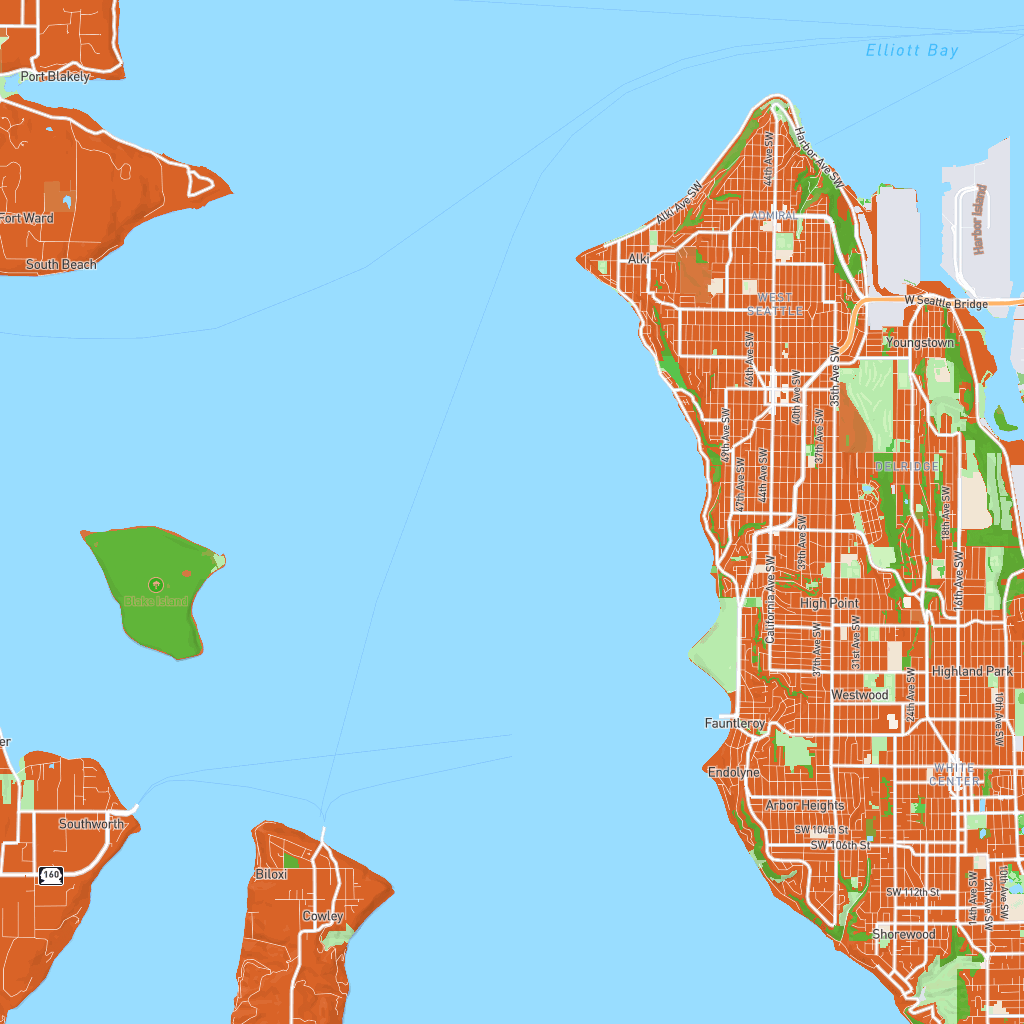 Elliott Bay
Port Blakely
Harbor Ave SW
44th Ave SW
Alki Ave SW
Harbor Island
ADMIRAL
Fort Ward
South Beach
Alki
WEST
SEATTLE
W Seattle Bridge
Youngstown
46th Ave SW
35th Ave SW
40th Ave SW
49th Ave SW
37th Ave SW
DELRIDGE
47th Ave SW
44th Ave SW
18th Ave SW
39th Ave SW
California Ave SW
16th Ave SW
Blake Island
High Point
37th Ave SW
31st Ave SW
Highland Park
Westwood
24th Ave SW
10th Ave SW
Fauntleroy
er
Endolyne
WHITE
CENTER
Arbor Heights
Southworth
SW 104th St
SW 106th St
160
Biloxi
SW 112th St
14th Ave SW
12th Ave SW
10th Ave SW
Cowley
Shorewood